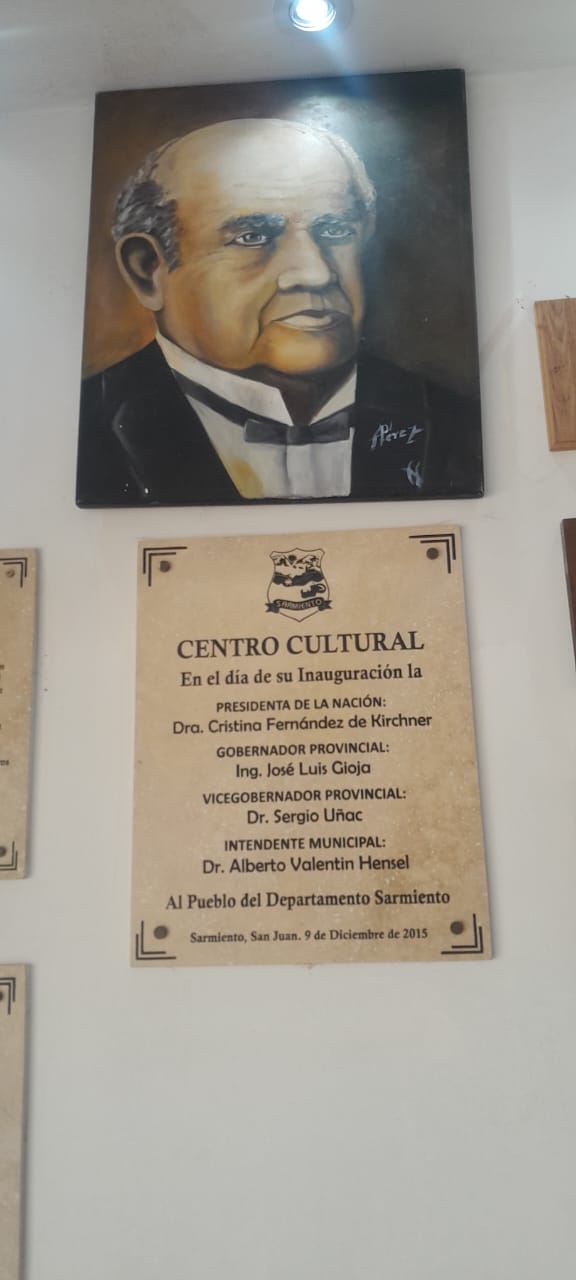 Perez
SARMIENTO
CENTRO CULTURAL
En el día de su Inauguración la
PRESIDENTA DE LA NACIÓN:
Dra. Cristina Fernández de Kirchner
GOBERNADOR PROVINCIAL:
Ing. José Luis Gioja
VICEGOBERNADOR PROVINCIAL:
Dr. Sergio Uñac
INTENDENTE MUNICIPAL:
Dr. Alberto Valentin Hensel
Al Pueblo del Departamento Sarmiento
Sarmiento, San Juan. 9 de Diciembre de 2015